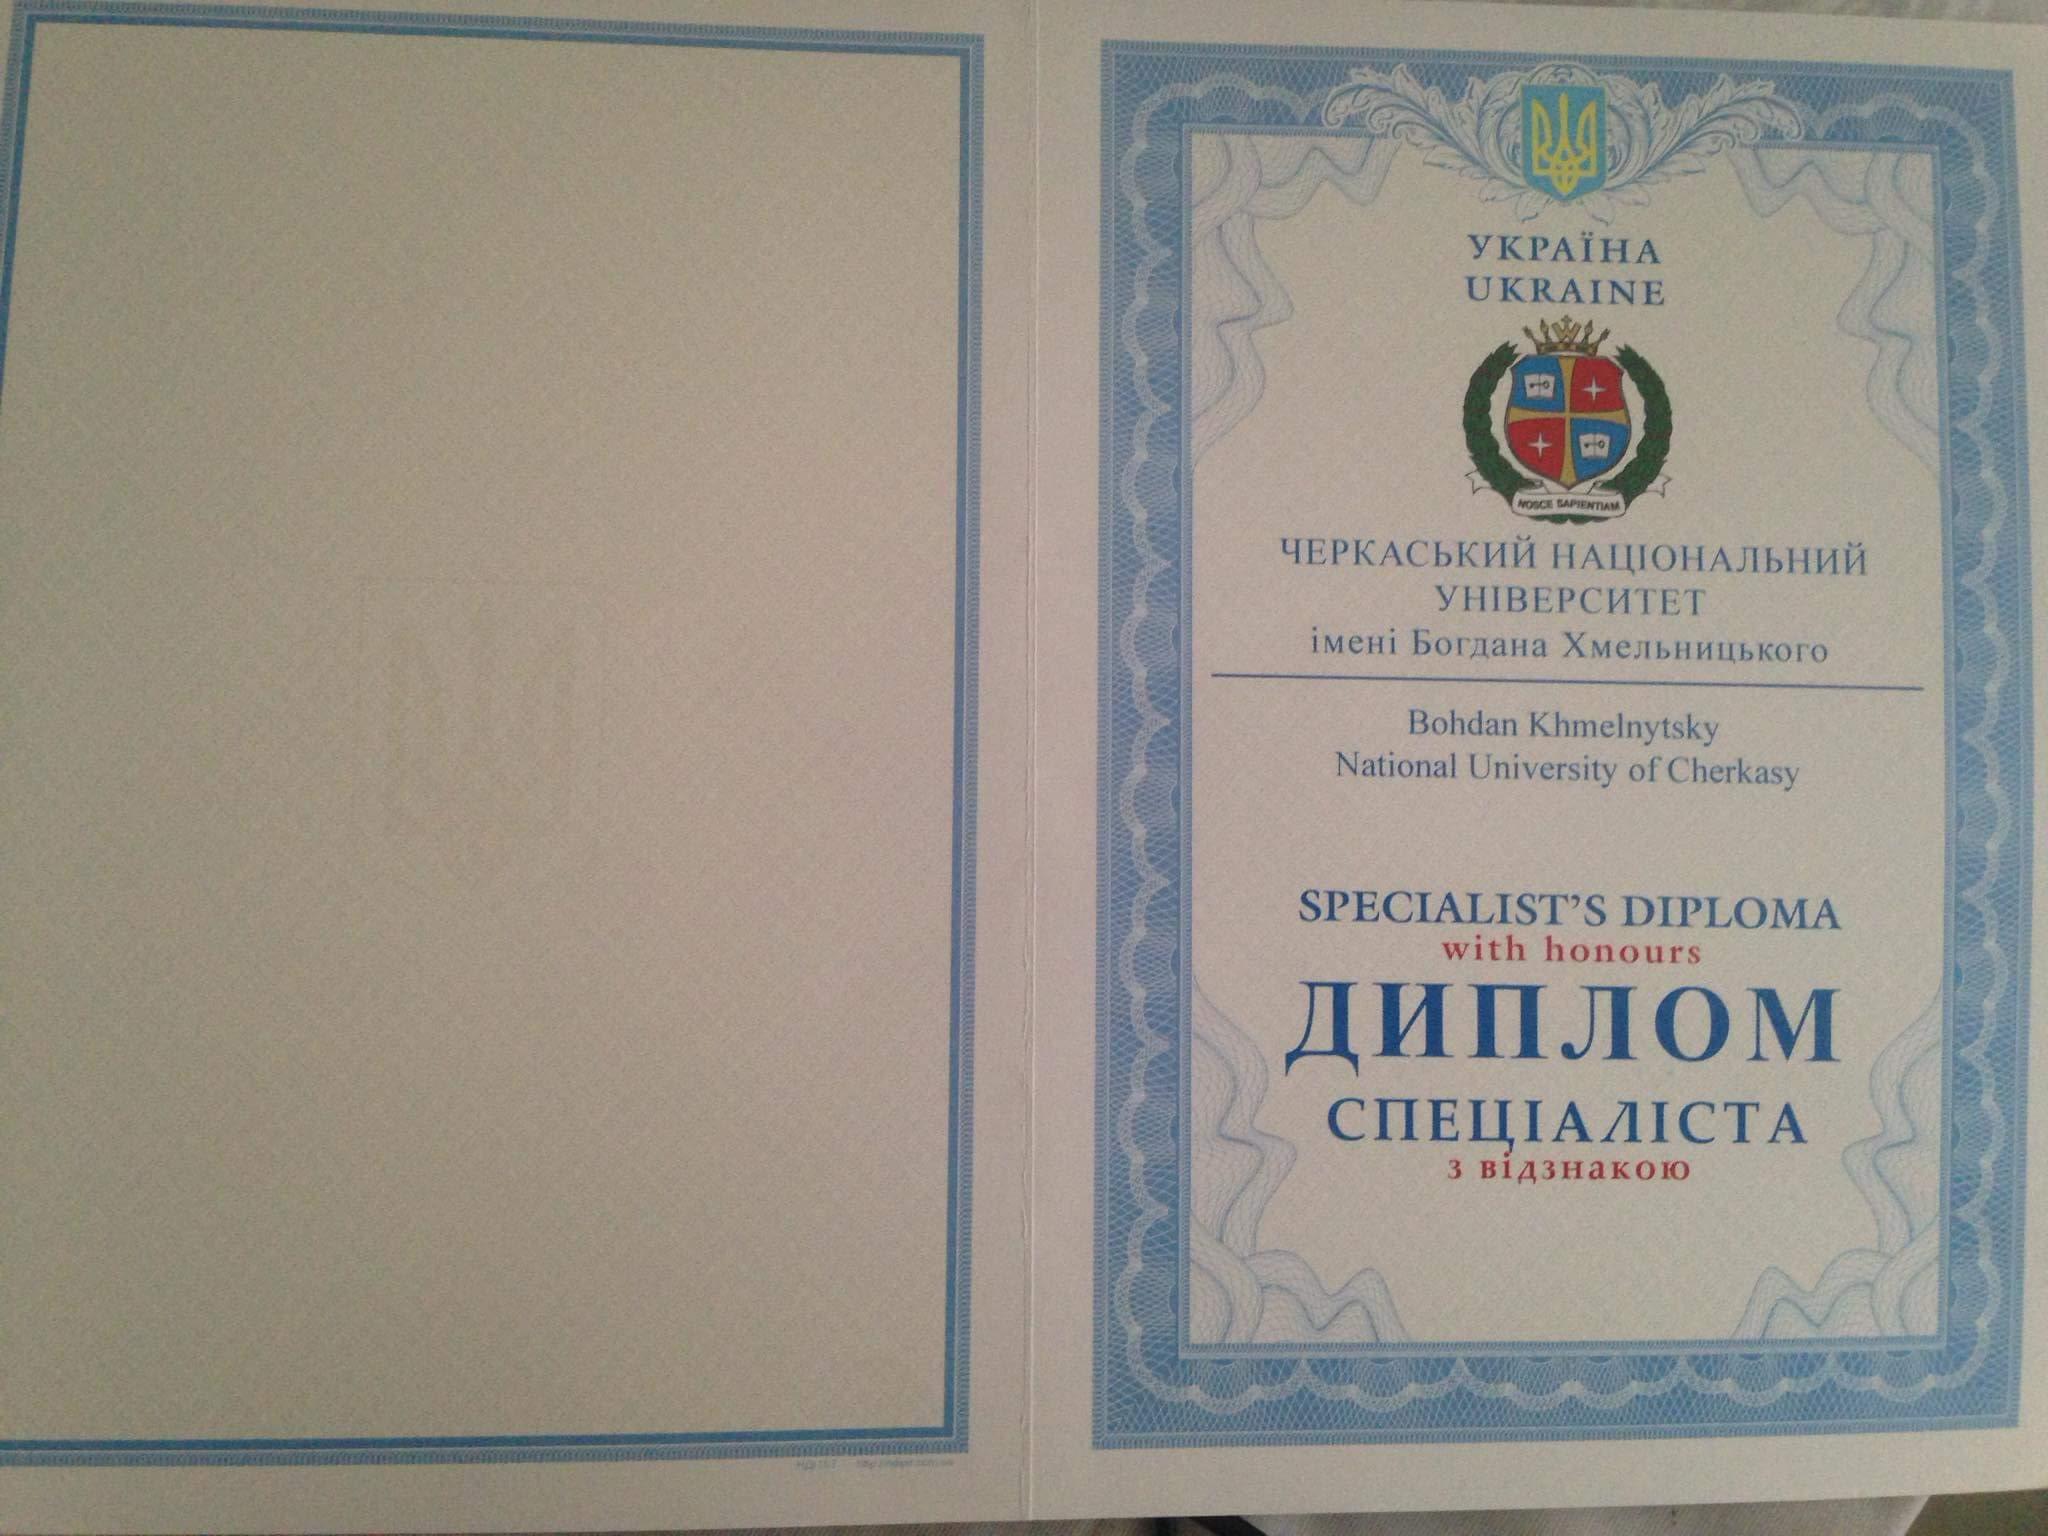 УКРАЇНА
UKRAINE
NOSCE SAPIENTIAM
ЧЕРКАСЬКИЙ НАЦІОНАЛЬНИЙ
УНІВЕРСИТЕТ
імені Богдана Хмельницького
Bohdan Khmelnytsky
National University of Cherkasy
SPECIALIST'S DIPLOMA
with honours
ДИПЛОМ
СПЕЦІАЛІСТА
з відзнакою